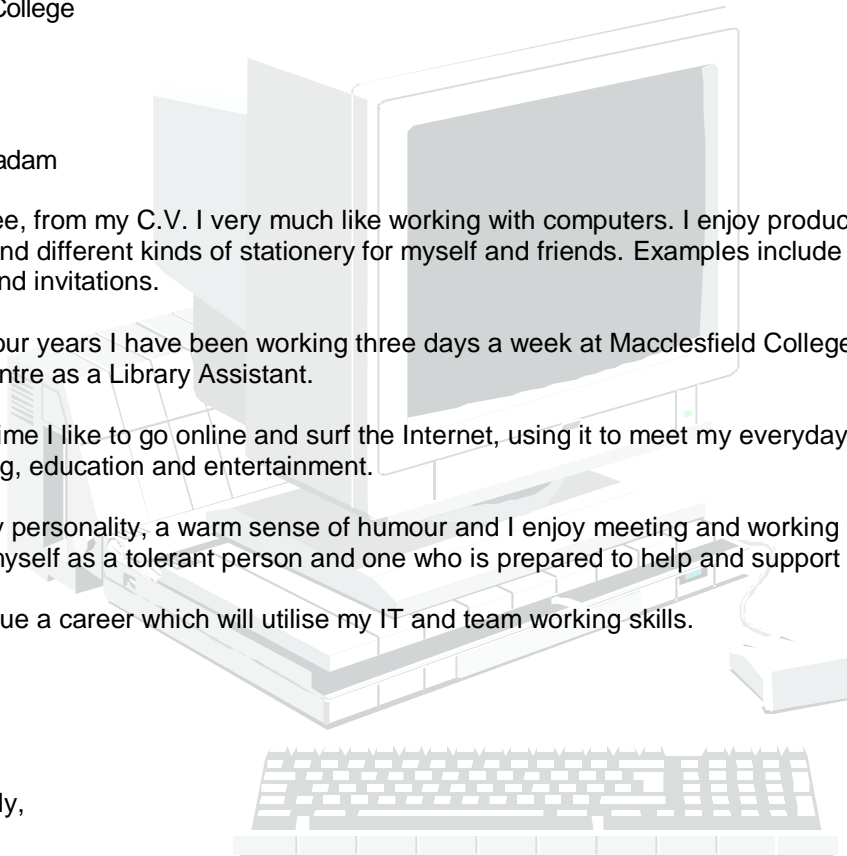 College
adam
ee, from my C.V. I very much like working with computers. I enjoy produc
nd different kinds of stationery for myself and friends. Examples include
nd invitations.
our years I have been working three days a week at Macclesfield College
ntre as a Library Assistant.
ime I like to go online and surf the Internet, using it to meet my everyday
g, education and entertainment.
y personality, a warm sense of humour and I enjoy meeting and working
myself as a tolerant person and one who is prepared to help and support
ue a career which will utilise my IT and team working skills.
ly,